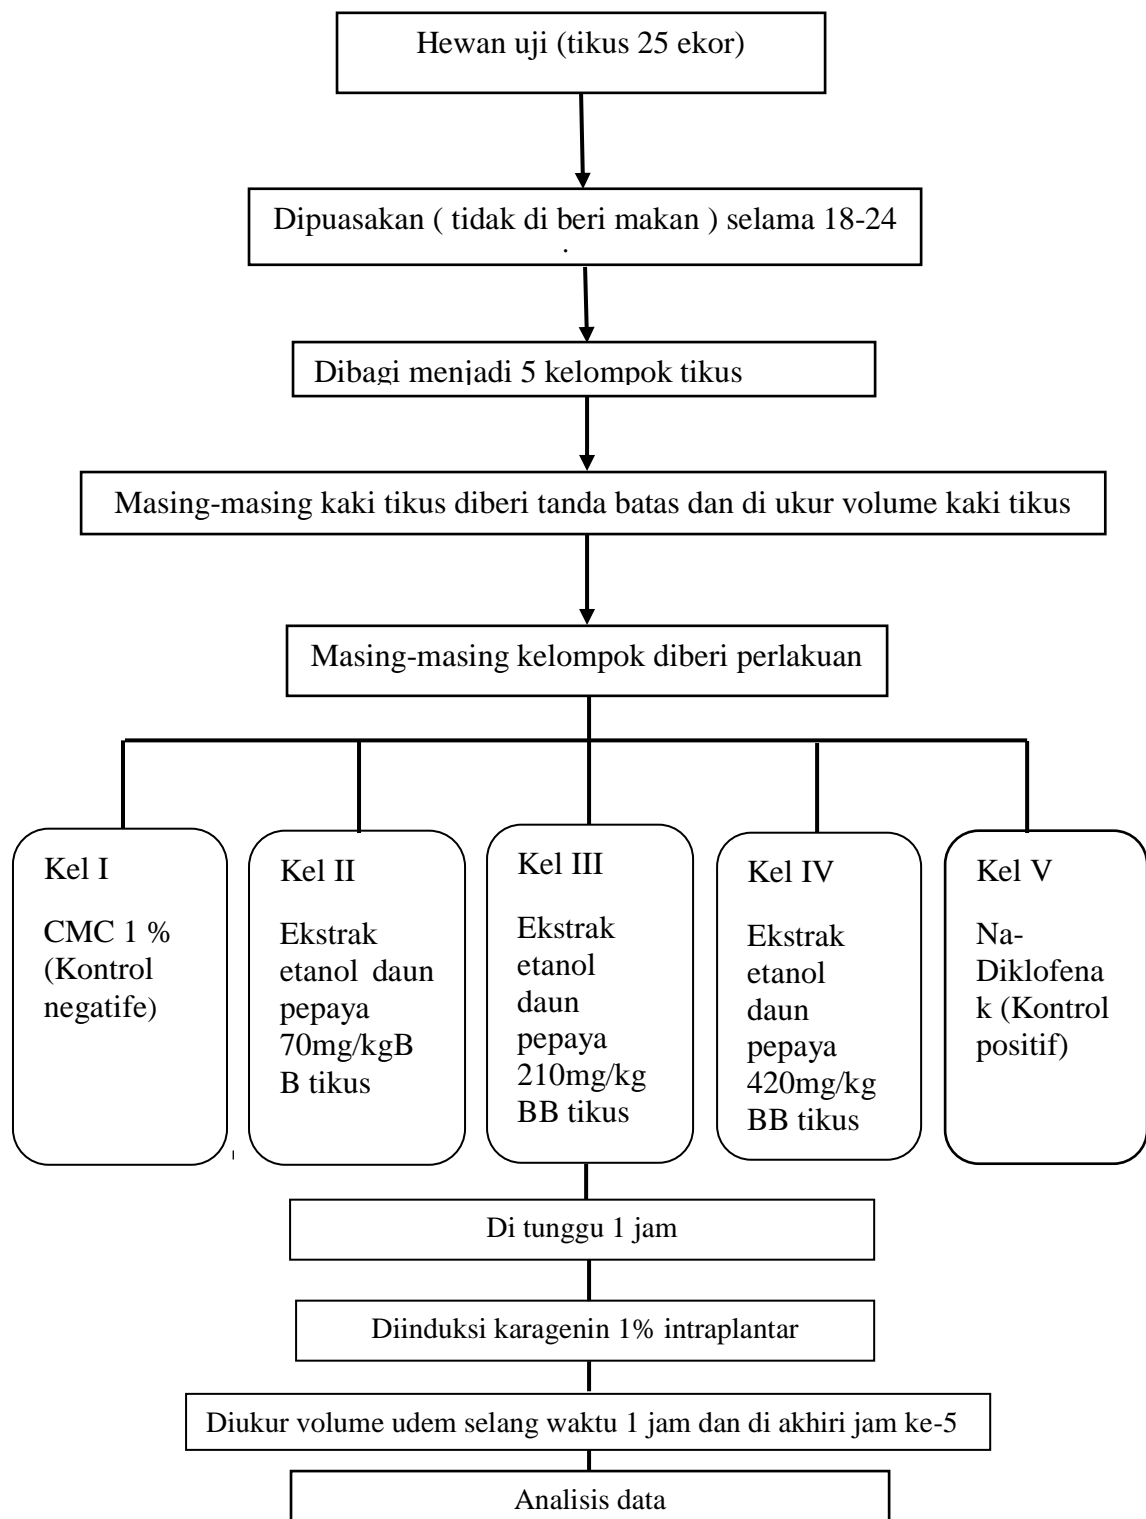 Hewan uji (tikus 25 ekor)
Dipuasakan ( tidak di beri makan ) selama 18-24
Dibagi menjadi 5 kelompok tikus
Masing-masing kaki tikus diberi tanda batas dan di ukur volume kaki tikus
Masing-masing kelompok diberi perlakuan
Kel I
CMC 1 %
(Kontrol
negatife)
Kel II
Ekstrak
etanol daun
pepaya
70mg/kgB
B tikus
Kel III
Ekstrak
etanol
daun
pepaya
210mg/kg
BB tikus
Kel IV
Ekstrak
etanol
daun
pepaya
420mg/kg
BB tikus
Kel V
Na-
Diklofena
k (Kontrol
positif)
Di tunggu 1 jam
Diinduksi karagenin 1% intraplantar
Diukur volume udem selang waktu 1 jam dan di akhiri jam ke-5
Analisis data